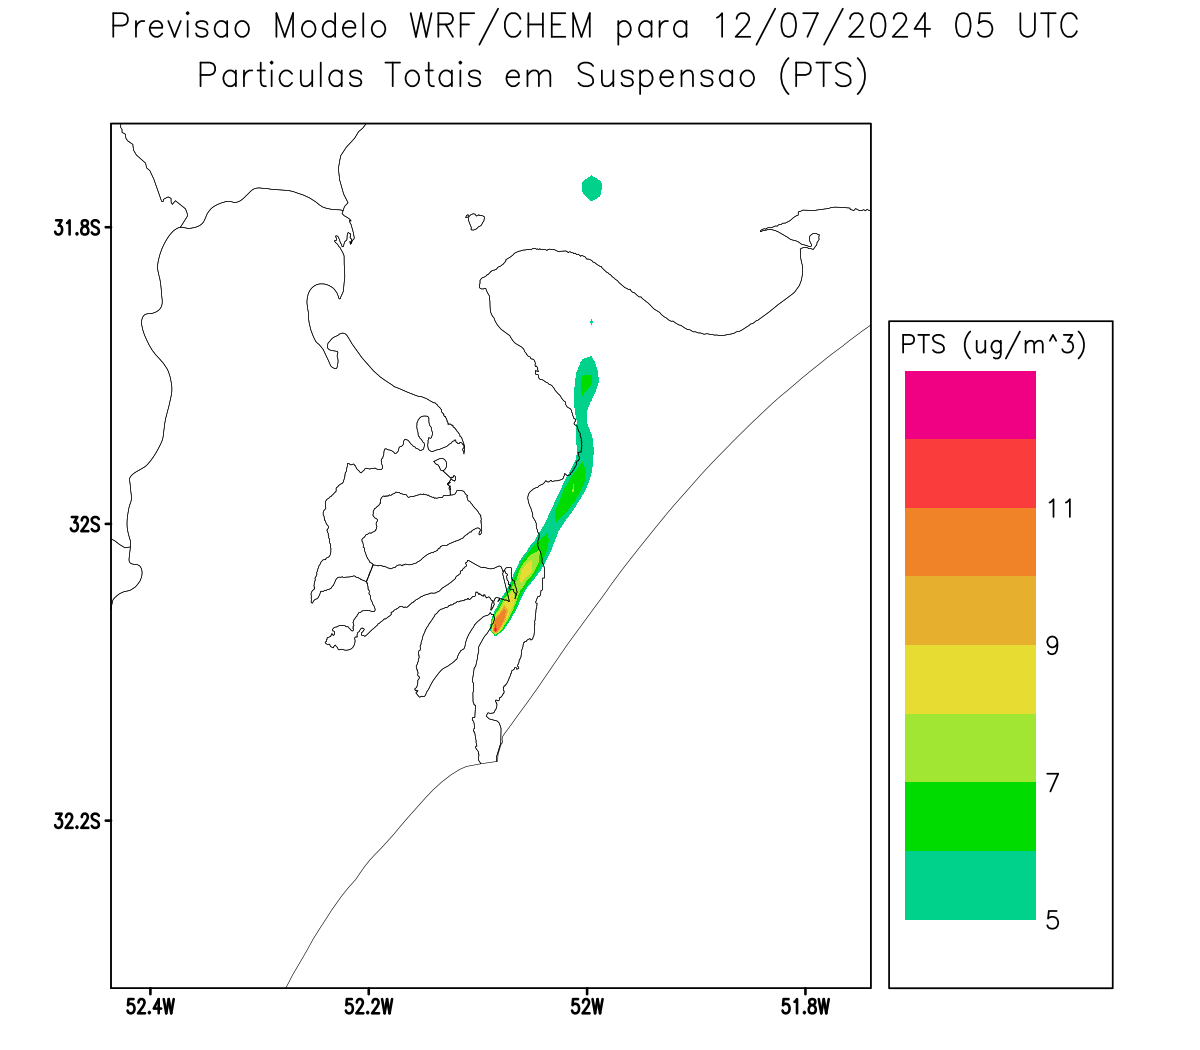 Previsao Modelo WRF/CHEM para 12/07/2024 05 UTC
Particulas Totais em Suspensao (PTS)
31.8S
32S
32.2S
52.4W
52.2W
52W
51.8W
PTS (ug/m^3)
11
9
7
5